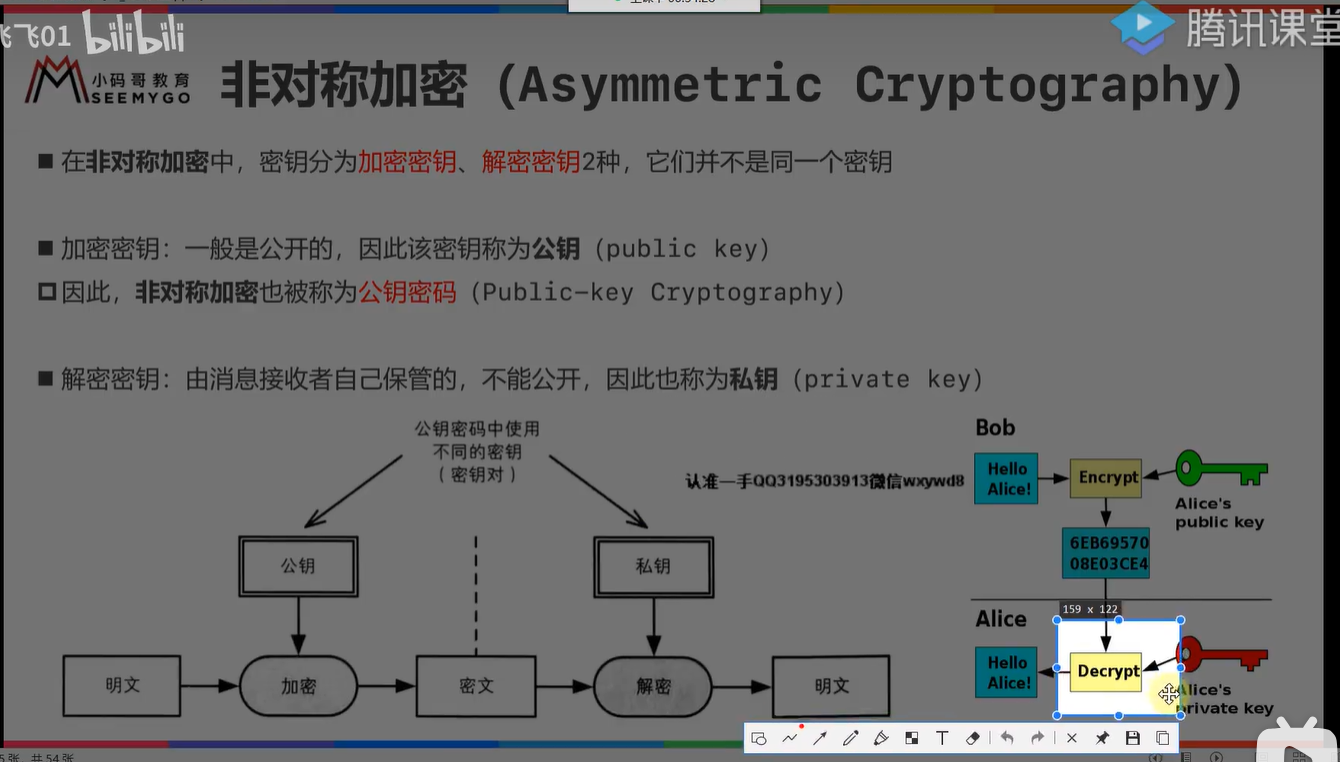 飞01 bilibili
腾讯课堂
小码哥教育
SEEMYGO
非对称加密（Asymmetric Cryptography）
■ 在非对称加密中，密钥分为加密密钥、解密密钥2种，它们并不是同一个密钥
■ 加密密钥：一般是公开的，因此该密钥称为公钥（public key）
因此，非对称加密也被称为公钥密码（Public-key Cryptography）
■ 解密密钥：由消息接收者自己保管的，不能公开，因此也称为私钥（private key）
公钥密码中使用
不同的密钥
（密钥对）
认准一手QQ3195303913微信wxywd8
公钥
私钥
明文
加密
密文
解密
明文
Bob
Hello
Alice!
Encrypt
Alice's
public key
6EB69570
08E03CE4
Alice
159 x 122
Hello
Alice!
Decrypt
Alice's
private key
T
张 共 54 张